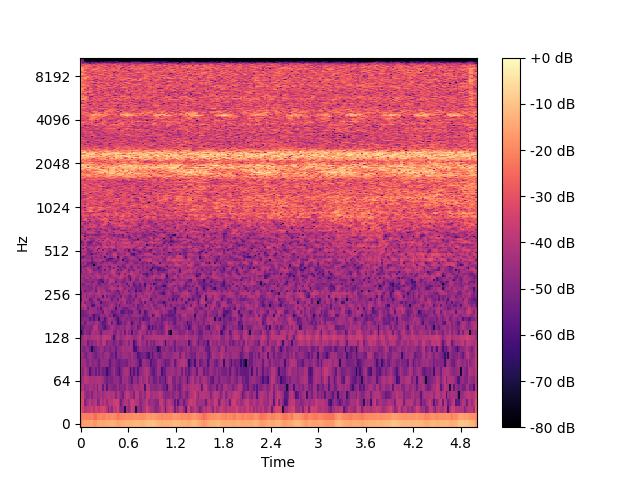 8192
4096
2048
1024
512
256
128
64
0
Hz
0 0.6 1.2 1.8 2.4 3 3.6 4.2 4.8
Time
+0 dB
-10 dB
-20 dB
-30 dB
-40 dB
-50 dB
-60 dB
-70 dB
-80 dB